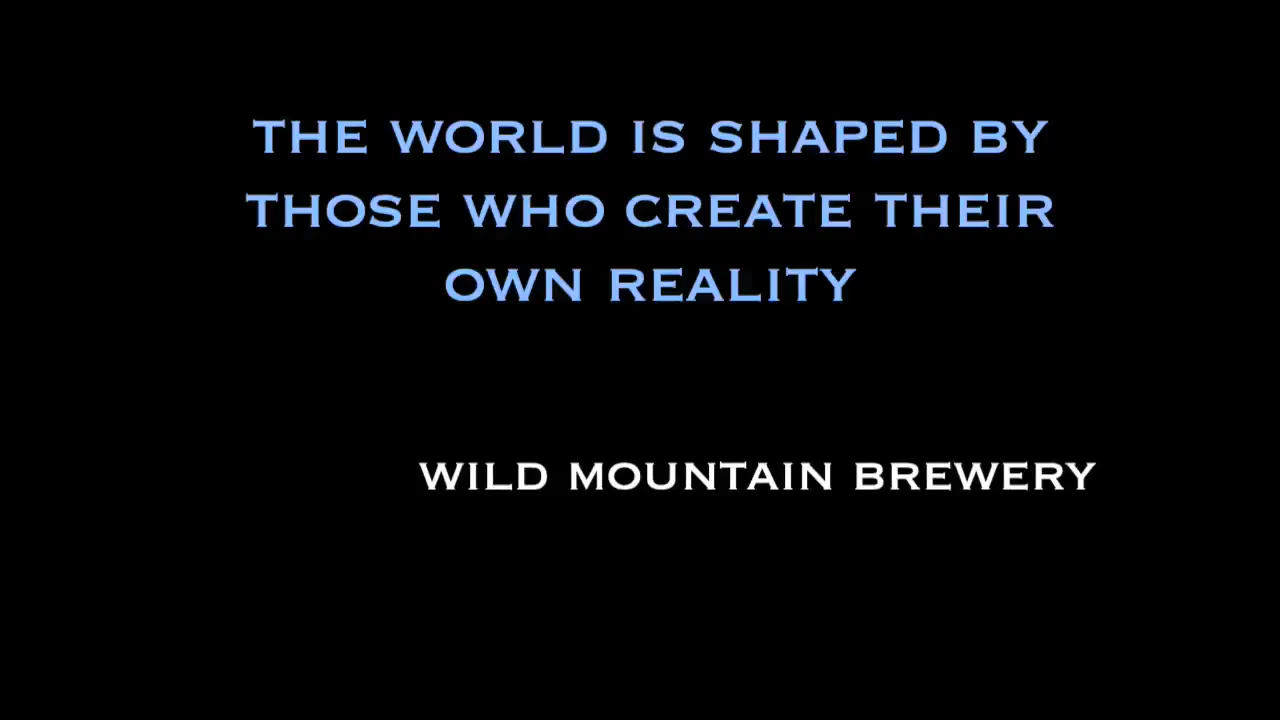 THE WORLD IS SHAPED BY
THOSE WHO CREATE THEIR
OWN REALITY
WILD MOUNTAIN BREWERY